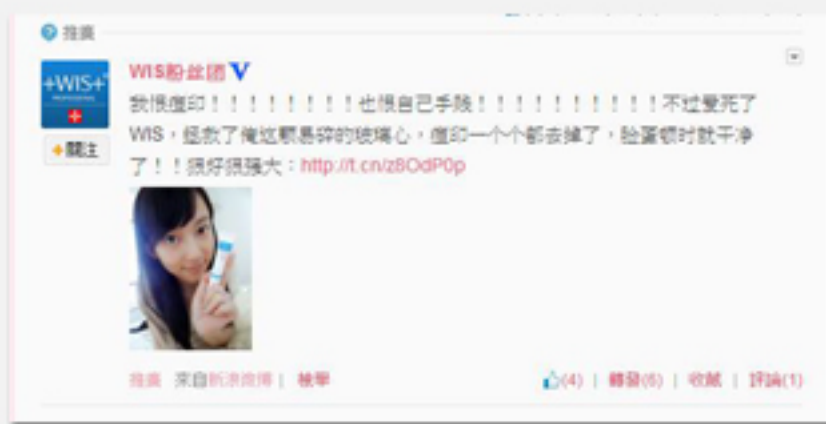 推廣
+WIS+
WIS粉丝团 V
我恨痘印！！！！！！！！也恨自己手贱！！！！！！！！！！不过爱死了
WIS，拯救了俺这颗易碎的玻璃心，痘印一个个都去掉了，脸蛋顿时就干净
+關注
了！！很好很强大：http://t.cn/z8OdP0p
推廣 來自新浪微博 | 檢舉
(4) | 轉發(6) | 收藏 | 評論(1)